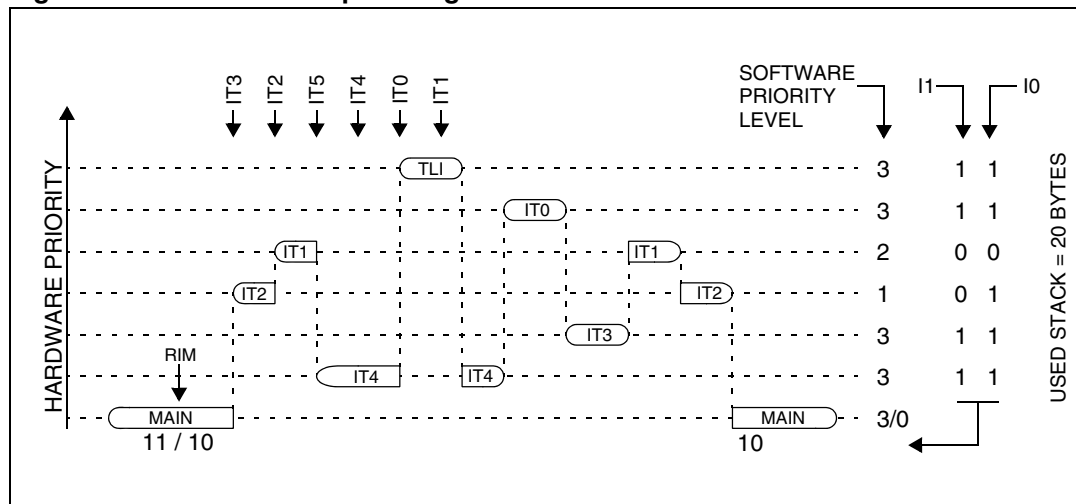 IT3 IT2 IT5 IT4 IT0 IT1
SOFTWARE
PRIORITY
LEVEL
I1
I0
HARDWARE PRIORITY
TLI 3 1 1
IT0 3 1 1
IT1 IT1 2 0 0
IT2 IT2 1 0 1
IT3 3 1 1
RIM
IT4 IT4 3 1 1
MAIN MAIN 3/0
11 / 10 10
USED STACK = 20 BYTES